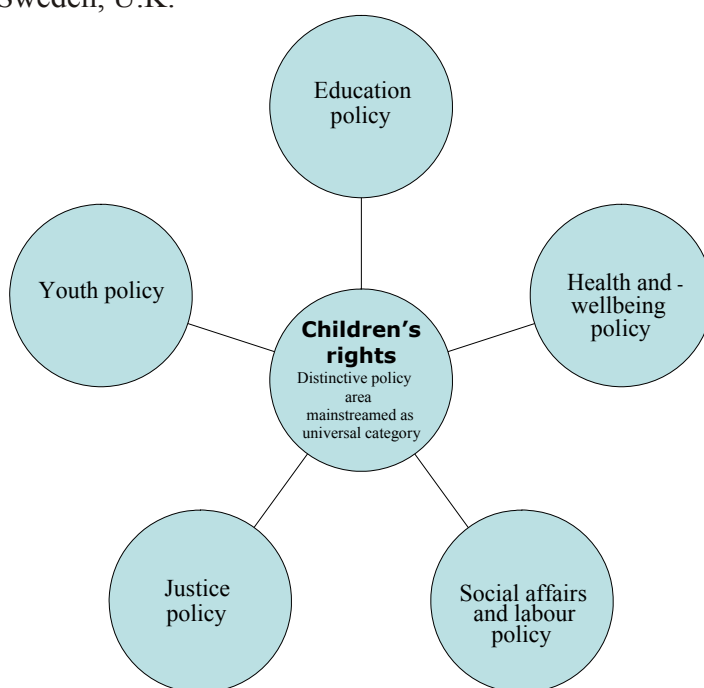 Sweden, U.K.
Education
policy
Youth policy
Health and -
wellbeing
policy
Children's
rights
Distinctive policy
area
mainstreamed as
universal category
Justice
policy
Social affairs
and labour
policy